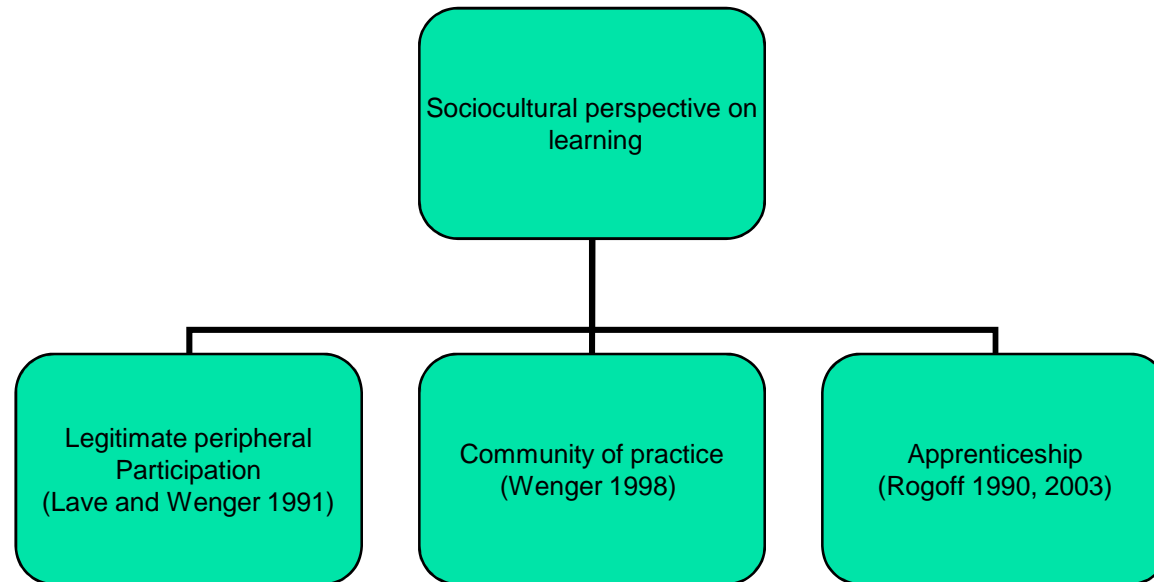 Sociocultural perspective on
learning
Legitimate peripheral
Participation
(Lave and Wenger 1991)
Community of practice
(Wenger 1998)
Apprenticeship
(Rogoff 1990, 2003)